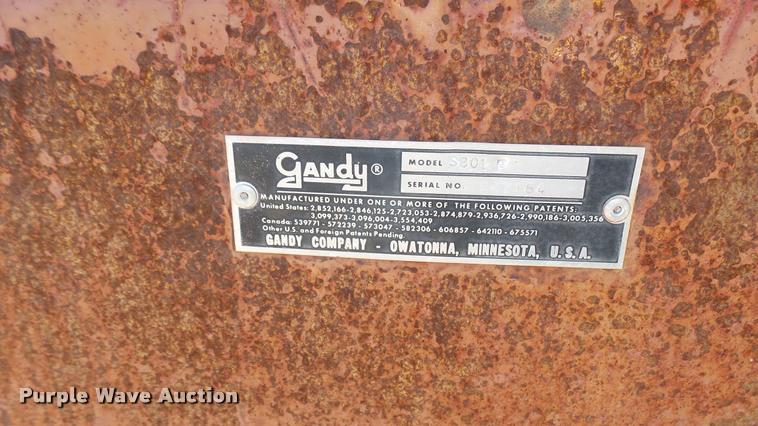 Gandy®
MODEL
SERIAL NO
MANUFACTURED UNDER ONE OR MORE OF THE FOLLOWING PATENTS:
United States: 2,852,166-2,846,125-2,723,053-2,874,879-2,936,726-2,990,186-3,005,356
3,099,373-3,096,004-3,554,409
Canada: 539771 - 572239 - 573047 - 582306 - 606857 - 642110 - 675571
Other U.S. and Foreign Patents Pending.
GANDY COMPANY - OWATONNA, MINNESOTA, U.S.A.
Purple Wave Auction